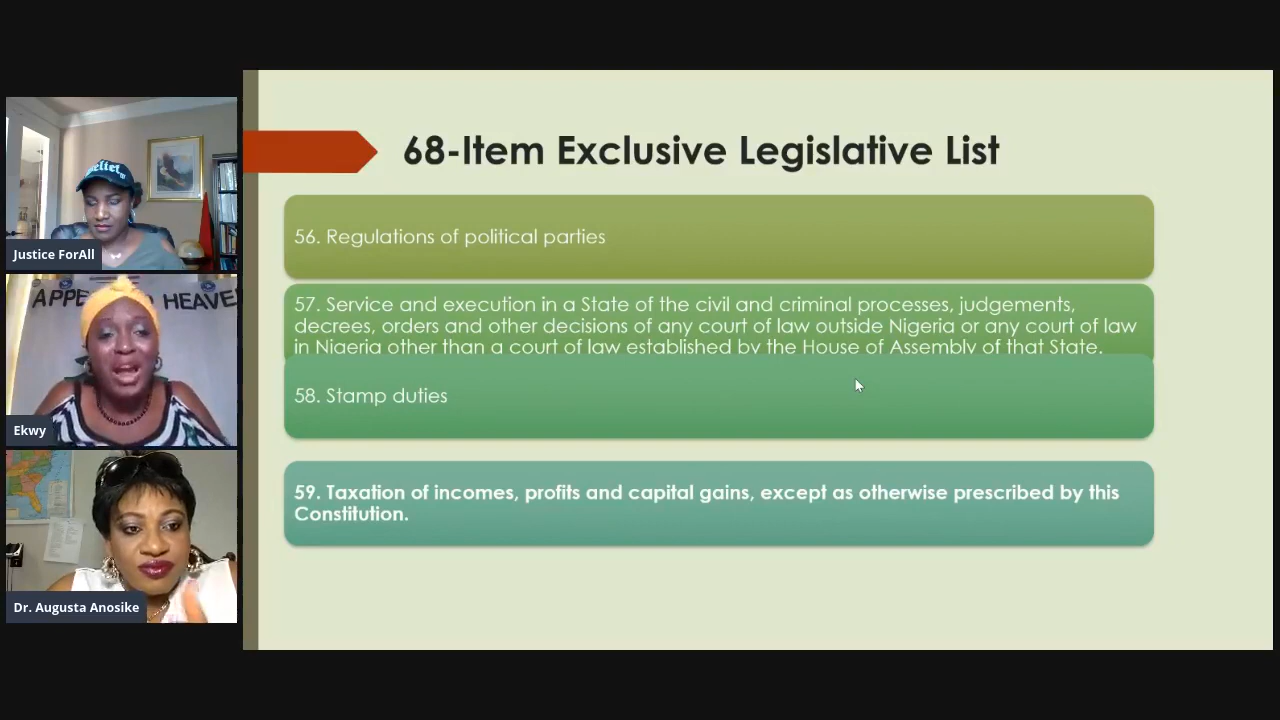 68-Item Exclusive Legislative List
56. Regulations of political parties
57. Service and execution in a State of the civil and criminal processes, judgements,
decrees, orders and other decisions of any court of law outside Nigeria or any court of law
in Nigeria other than a court of law established by the House of Assembly of that State.
58. Stamp duties
59. Taxation of incomes, profits and capital gains, except as otherwise prescribed by this
Constitution.
Justice ForAll
Ekwy
Dr. Augusta Anosike